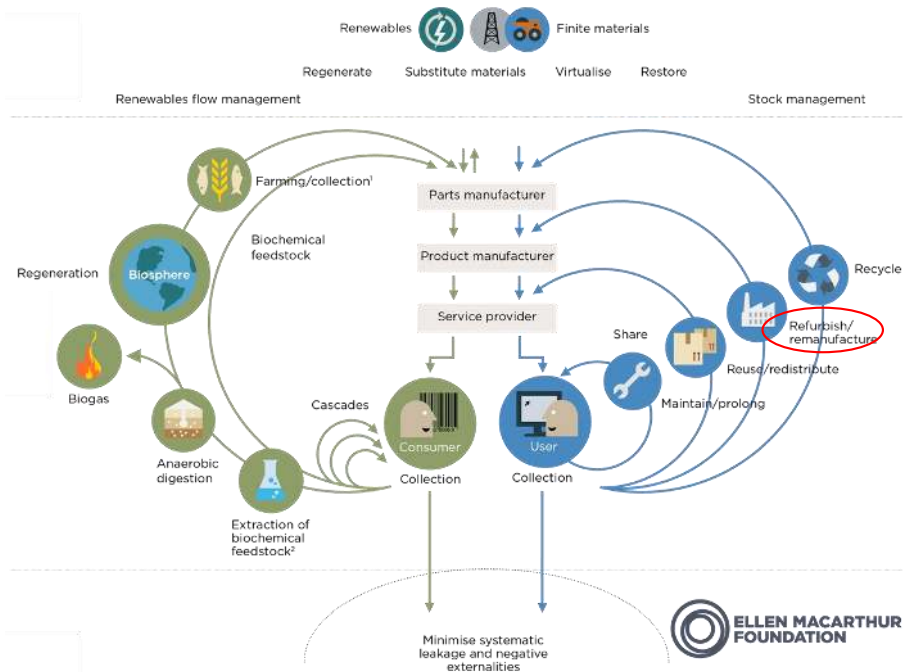 Renewables
Finite materials
Regenerate
Substitute materials
Virtualise
Restore
Renewables flow management
Stock management
Farming/collection¹
Parts manufacturer
Biochemical
feedstock
Regeneration
Biosphere
Product manufacturer
Recycle
Service provider
Share
Refurbish/
remanufacture
Reuse/redistribute
Biogas
Cascades
Maintain/prolong
Consumer
User
Anaerobic
digestion
Collection
Collection
Extraction of
biochemical
feedstock²
Minimise systematic
leakage and negative
externalities
ELLEN MACARTHUR
FOUNDATION